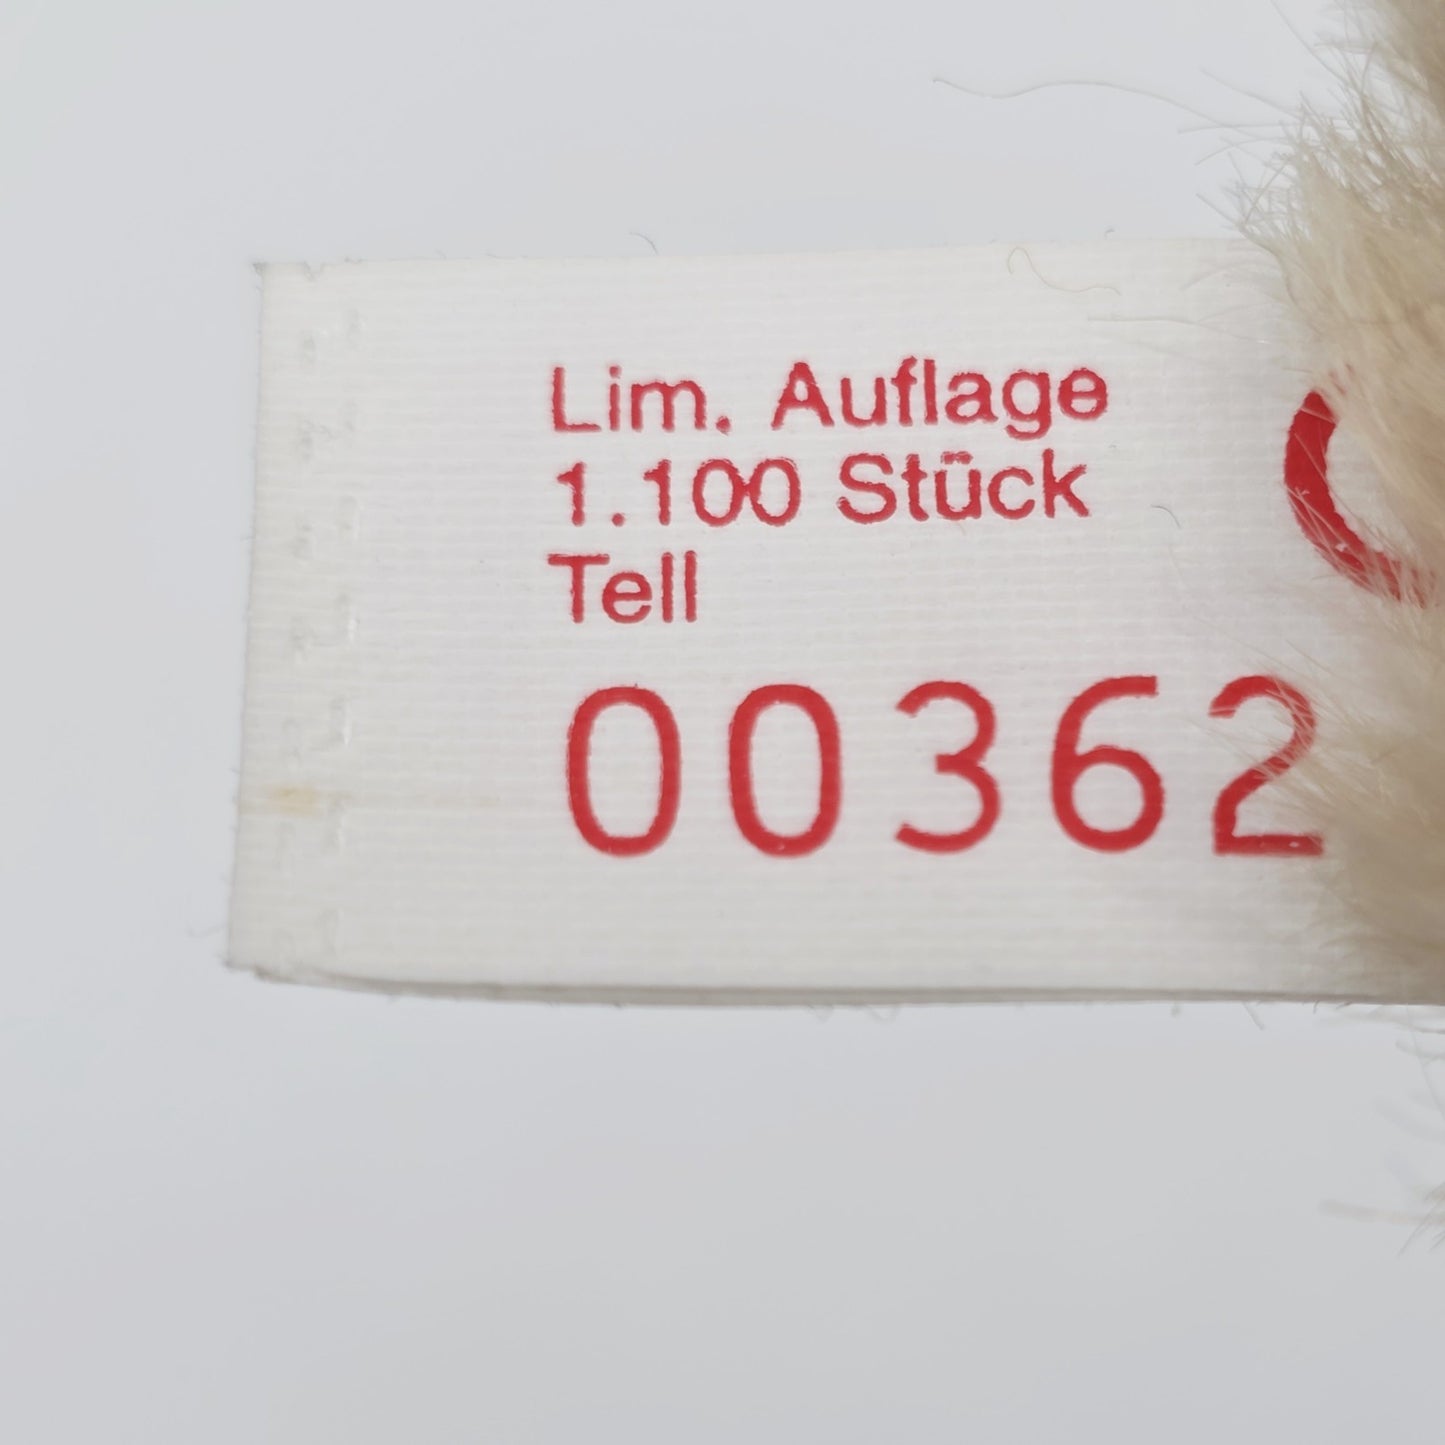 Lim. Auflage
1.100 Stück
Tell
00362